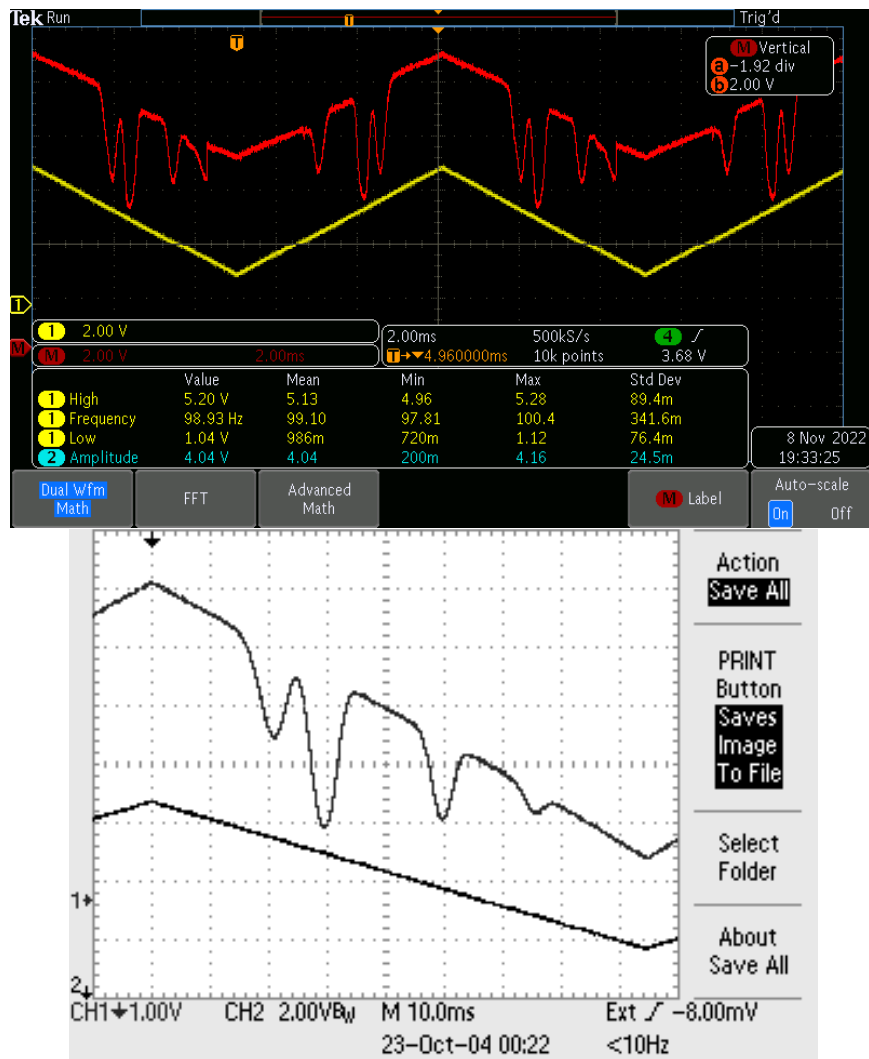 Tek Run T Trig'd
T
M Vertical
a -1.92 div
b 2.00 V
1
M
1 2.00 V
M 2.00 V 2.00ms
2.00ms 500kS/s 4 /
T→▼4.960000ms 10k points 3.68 V
Value Mean Min Max Std Dev
1 High 5.20 V 5.13 4.96 5.28 89.4m
1 Frequency 98.93 Hz 99.10 97.81 100.4 341.6m
1 Low 1.04 V 986m 720m 1.12 76.4m
2 Amplitude 4.04 V 4.04 200m 4.16 24.5m
8 Nov 2022
19:33:25
Dual Wfm
Math
FFT
Advanced
Math
M Label
Auto-scale
On Off
Action
Save All
PRINT
Button
Saves
Image
To File
Select
Folder
About
Save All
1
2
CH1 1.00V CH2 2.00VBW M 10.0ms Ext / -8.00mV
23-Oct-04 00:22 <10Hz